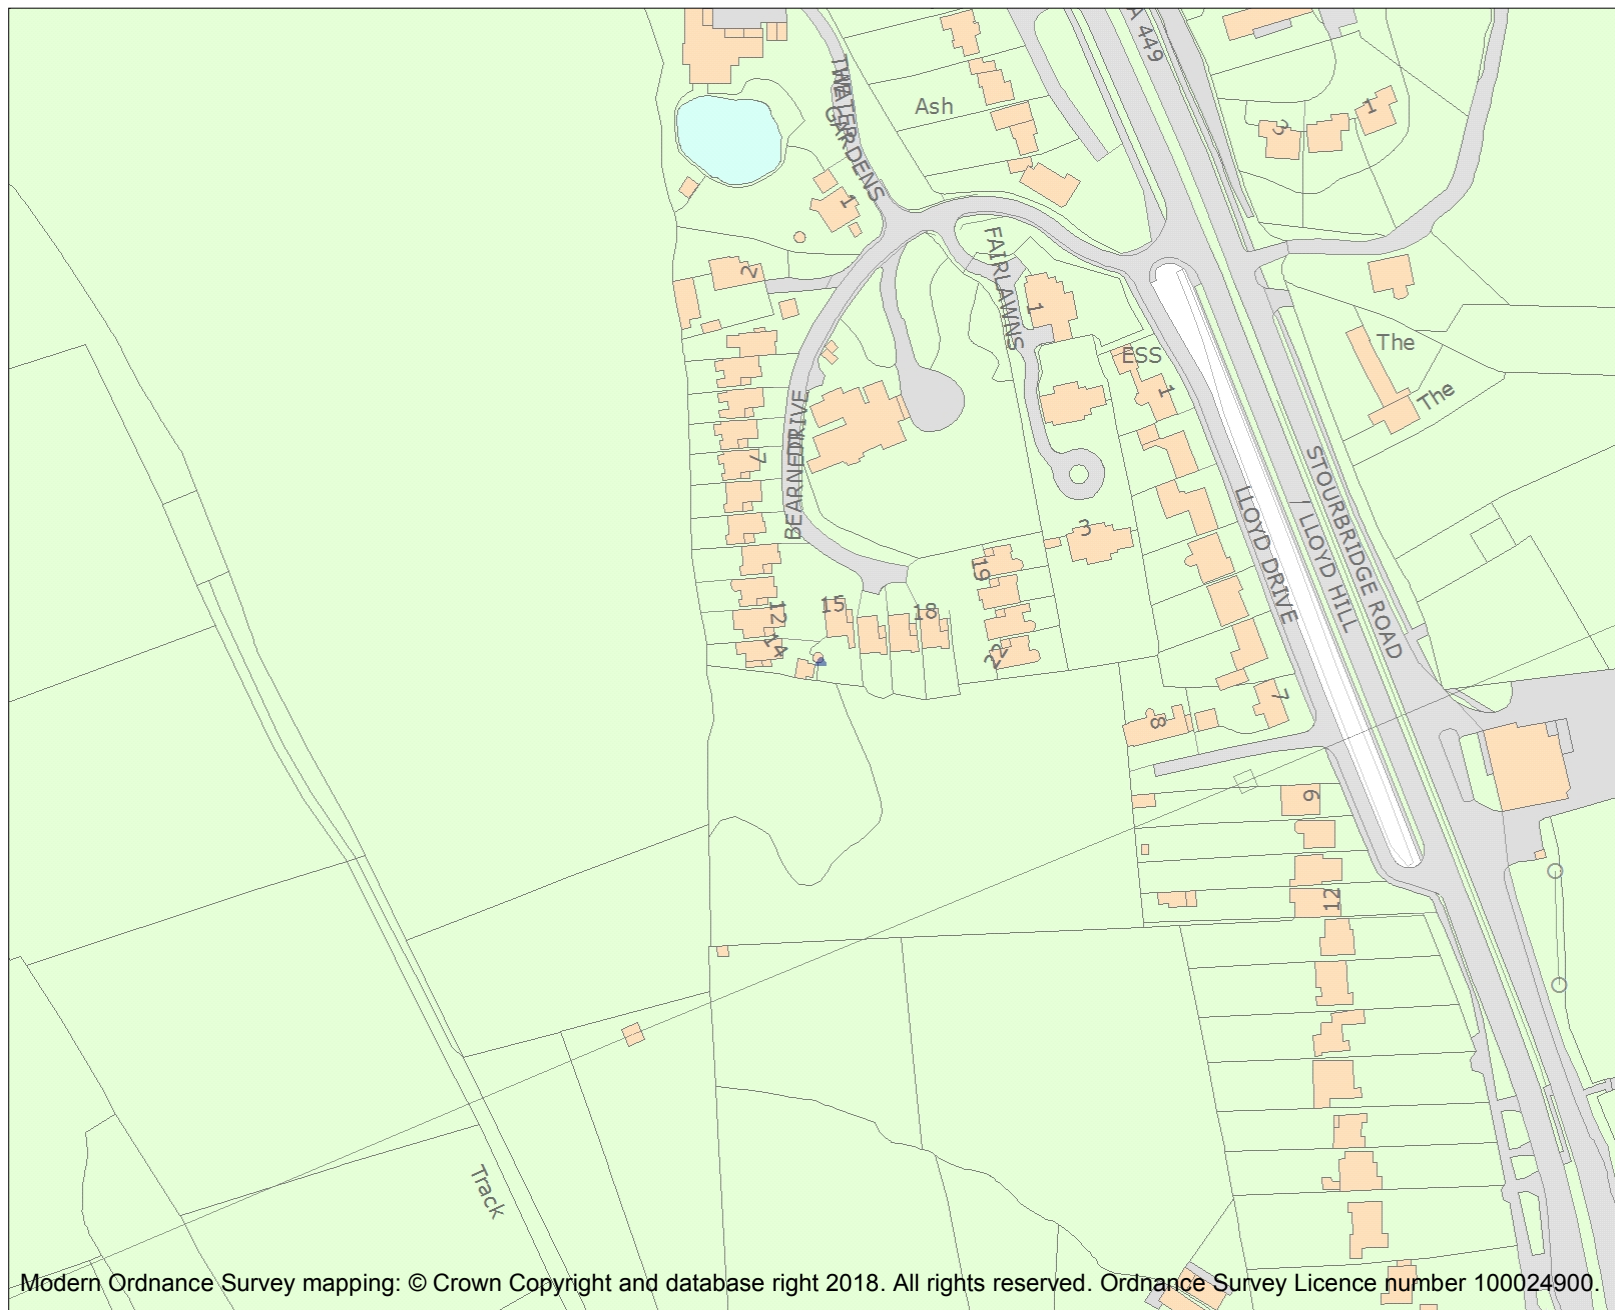 A 449
THE
WATER
GARDENS
Ash
1
3
1
2
FAIRLAWNS
1
ESS
1
The
The
7
BEARNETT DRIVE
STOURBRIDGE ROAD
/ LLOYD HILL
LLOYD DRIVE
3
19
15
18
12
14
22
7
8
9
12
Track
Modern Ordnance Survey mapping: © Crown Copyright and database right 2018. All rights reserved. Ordnance Survey Licence number 100024900.